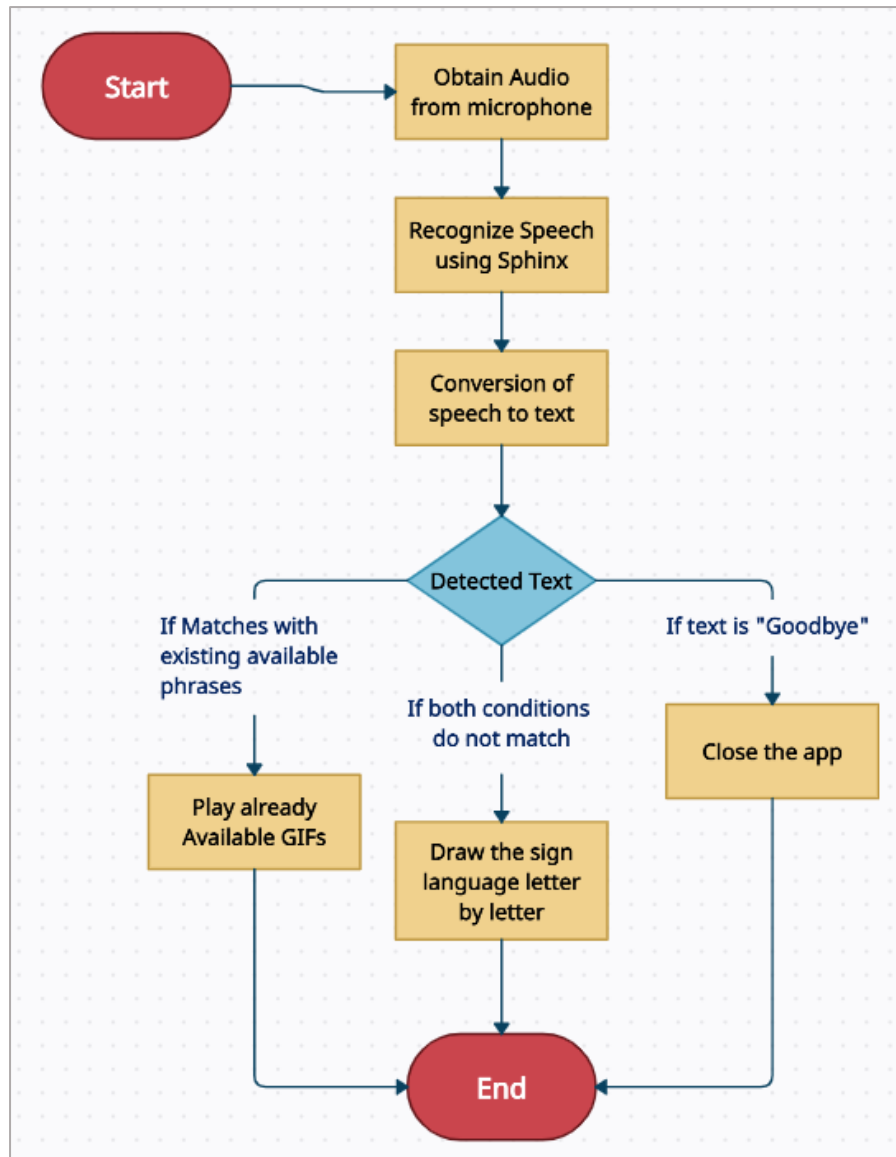 Start
Obtain Audio
from microphone
Recognize Speech
using Sphinx
Conversion of
speech to text
Detected Text
If Matches with
existing available
phrases
If both conditions
do not match
If text is "Goodbye"
Play already
Available GIFs
Draw the sign
language letter
by letter
Close the app
End